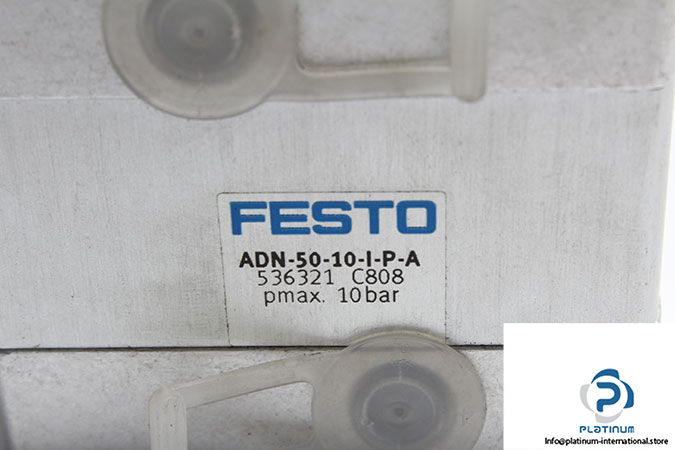 FESTO
ADN-50-10-I-P-A
536321 C808
pmax. 10bar
PLATINUM
Info@platinum-international.store